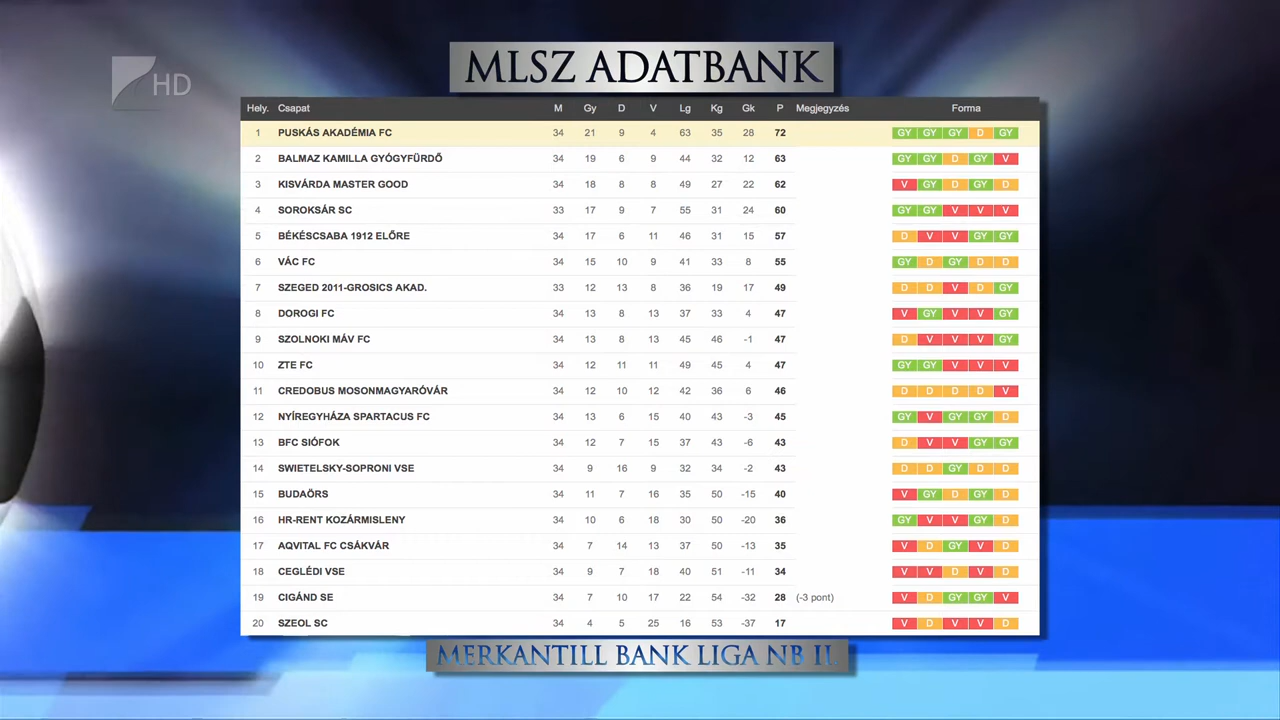 MLSZ ADATBANK
HD
Hely. Csapat M Gy D V Lg Kg Gk P Megjegyzés Forma
1 PUSKÁS AKADÉMIA FC 34 21 9 4 63 35 28 72 GY GY GY D GY
2 BALMAZ KAMILLA GYÓGYFÜRDŐ 34 19 6 9 44 32 12 63 GY GY D GY V
3 KISVÁRDA MASTER GOOD 34 18 8 8 49 27 22 62 V GY D GY D
4 SOROKSÁR SC 33 17 9 7 55 31 24 60 GY GY V V V
5 BÉKÉSCSABA 1912 ELŐRE 34 17 6 11 46 31 15 57 D V V GY GY
6 VÁC FC 34 15 10 9 41 33 8 55 GY D GY D D
7 SZEGED 2011-GROSICS AKAD. 33 12 13 8 36 19 17 49 D D V D GY
8 DOROGI FC 34 13 8 13 37 33 4 47 V GY V V GY
9 SZOLNOKI MÁV FC 34 13 8 13 45 46 -1 47 D V V V GY
10 ZTE FC 34 12 11 11 49 45 4 47 GY GY V V V
11 CREDOBUS MOSONMAGYARÓVÁR 34 12 10 12 42 36 6 46 D D D D V
12 NYÍREGYHÁZA SPARTACUS FC 34 13 6 15 40 43 -3 45 GY V GY GY D
13 BFC SIÓFOK 34 12 7 15 37 43 -6 43 D V V GY GY
14 SWIETELSKY-SOPRONI VSE 34 9 16 9 32 34 -2 43 D D GY D D
15 BUDAÖRS 34 11 7 16 35 50 -15 40 V GY D GY D
16 HR-RENT KOZÁRMISLENY 34 10 6 18 30 50 -20 36 GY V V GY D
17 AQVITAL FC CSÁKVÁR 34 7 14 13 37 50 -13 35 V D GY V D
18 CEGLÉDI VSE 34 9 7 18 40 51 -11 34 V V D V D
19 CIGÁND SE 34 7 10 17 22 54 -32 28 (-3 pont) V D GY GY V
20 SZEOL SC 34 4 5 25 16 53 -37 17 V D V V D
MERKANTILL BANK LIGA NB II.